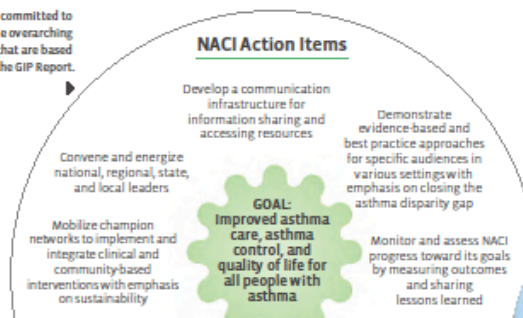 committed to
e overarching
that are based
he GIP Report.
NACI Action Items
Develop a communication
infrastructure for
information sharing and
accessing resources
Demonstrate
evidence-based and
best practice approaches
for specific audiences in
various settings with
emphasis on closing the
asthma disparity gap
Convene and energize
national, regional, state,
and local leaders
GOAL:
Improved asthma
care, asthma
control, and
quality of life for
all people with
asthma
Mobilize champion
networks to implement and
integrate clinical and
community-based
interventions with emphasis
on sustainability
Monitor and assess NACI
progress toward its goals
by measuring outcomes
and sharing
lessons learned